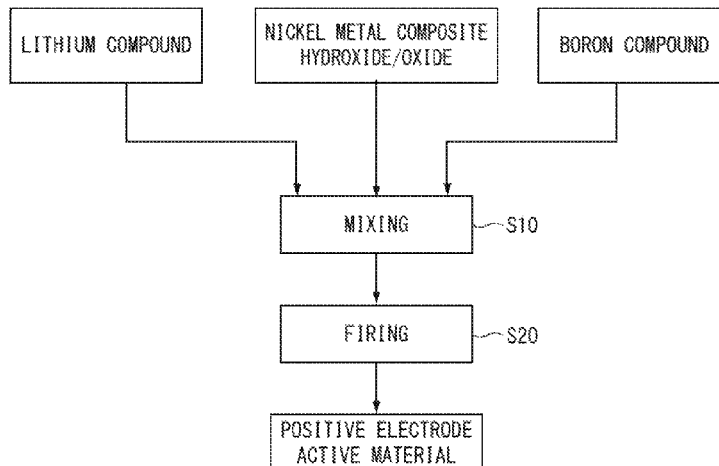 LITHIUM COMPOUND
NICKEL METAL COMPOSITE
HYDROXIDE/OXIDE
BORON COMPOUND
MIXING
S10
FIRING
S20
POSITIVE ELECTRODE
ACTIVE MATERIAL